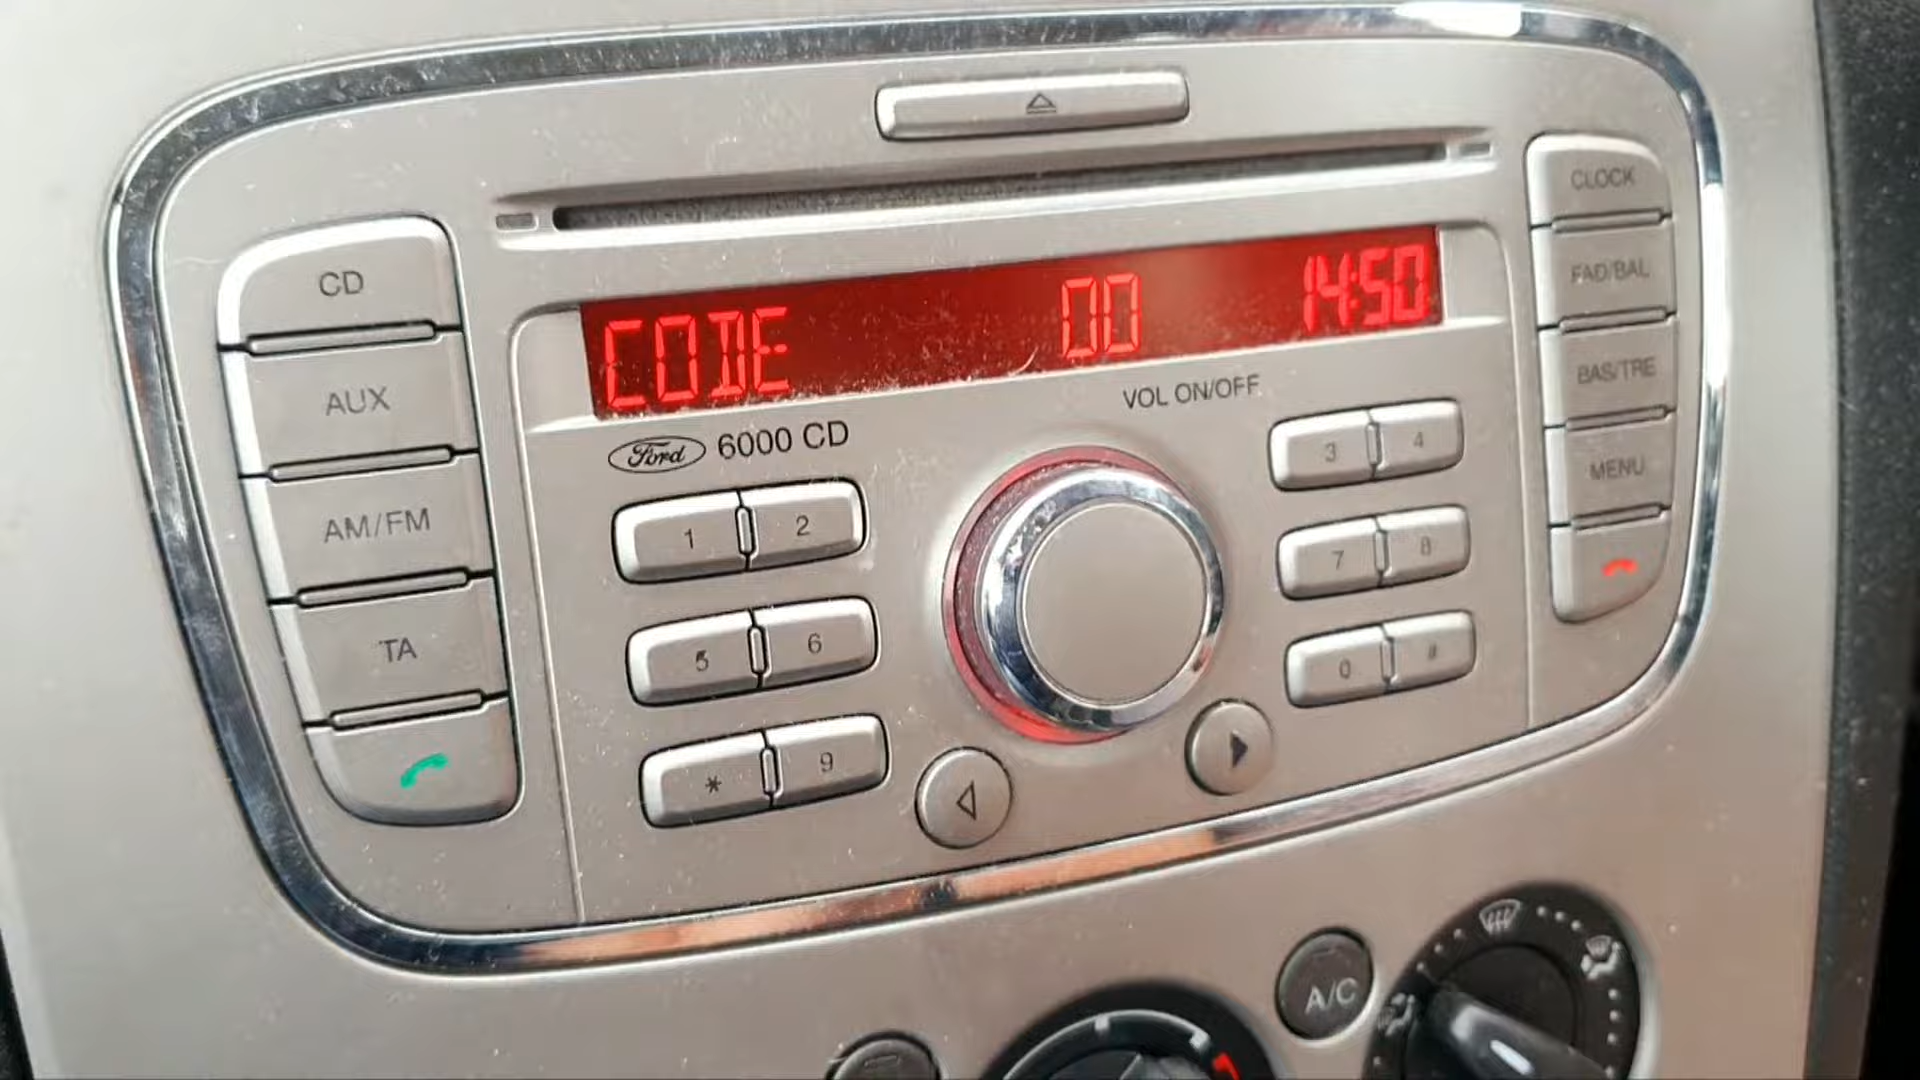 CLOCK
CD
FAD/BAL
CODE 00 14:50
AUX
BAS/TRE
VOL ON/OFF
Ford 6000 CD
3 4
MENU
1 2
AM/FM
7 8
5 6
TA
0 #
* 9
A/C